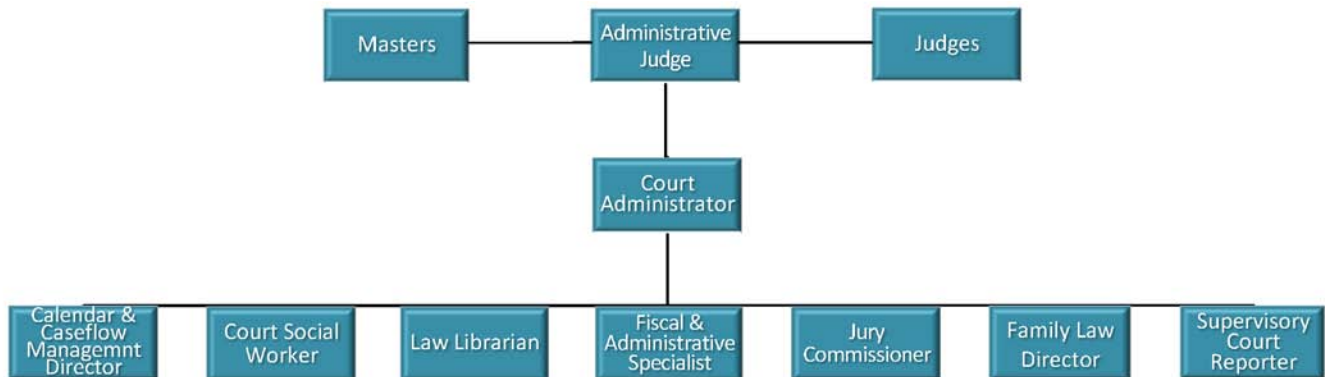 Masters
Administrative
Judge
Judges
Court
Administrator
Calendar &
Caseflow
Managemnt
Director
Court Social
Worker
Law Librarian
Fiscal &
Administrative
Specialist
Jury
Commissioner
Family Law
Director
Supervisory
Court
Reporter